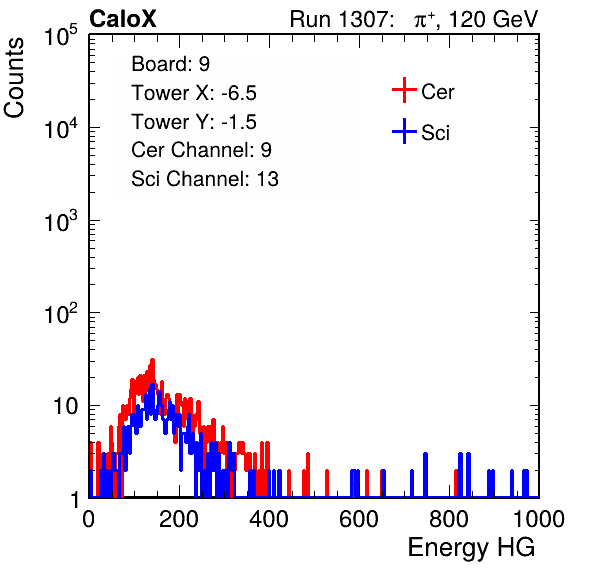 CaloX Run 1307: π⁺, 120 GeV
Counts
10⁵
10⁴
10³
10²
10
1
Board: 9
Tower X: -6.5
Tower Y: -1.5
Cer Channel: 9
Sci Channel: 13
Cer
Sci
0 200 400 600 800 1000
Energy HG